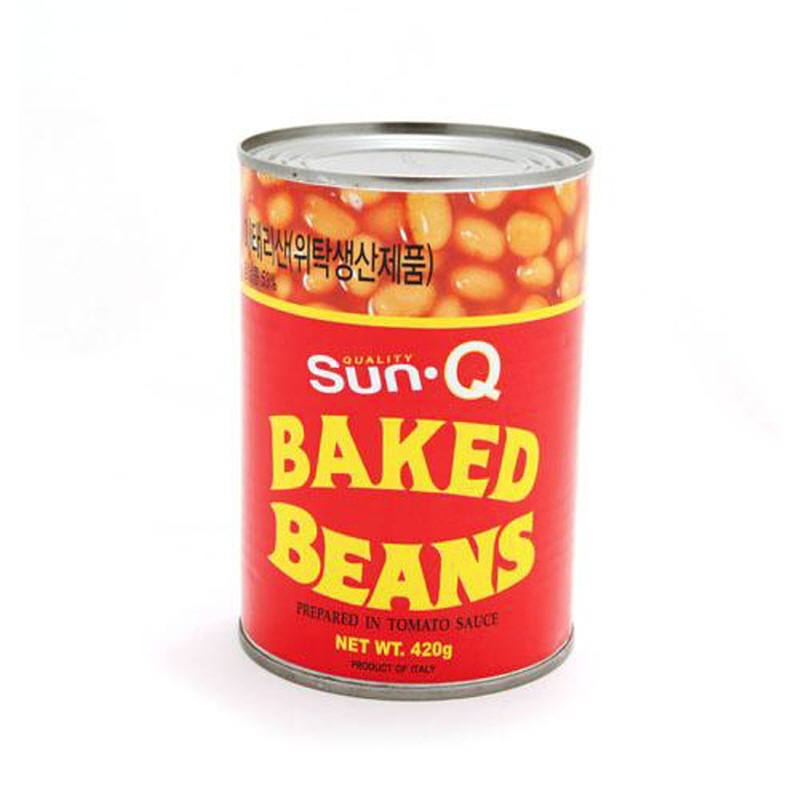 이태리산(위탁생산제품)
QUALITY
Sun·Q
BAKED
BEANS
PREPARED IN TOMATO SAUCE
NET WT. 420g
PRODUCT OF ITALY